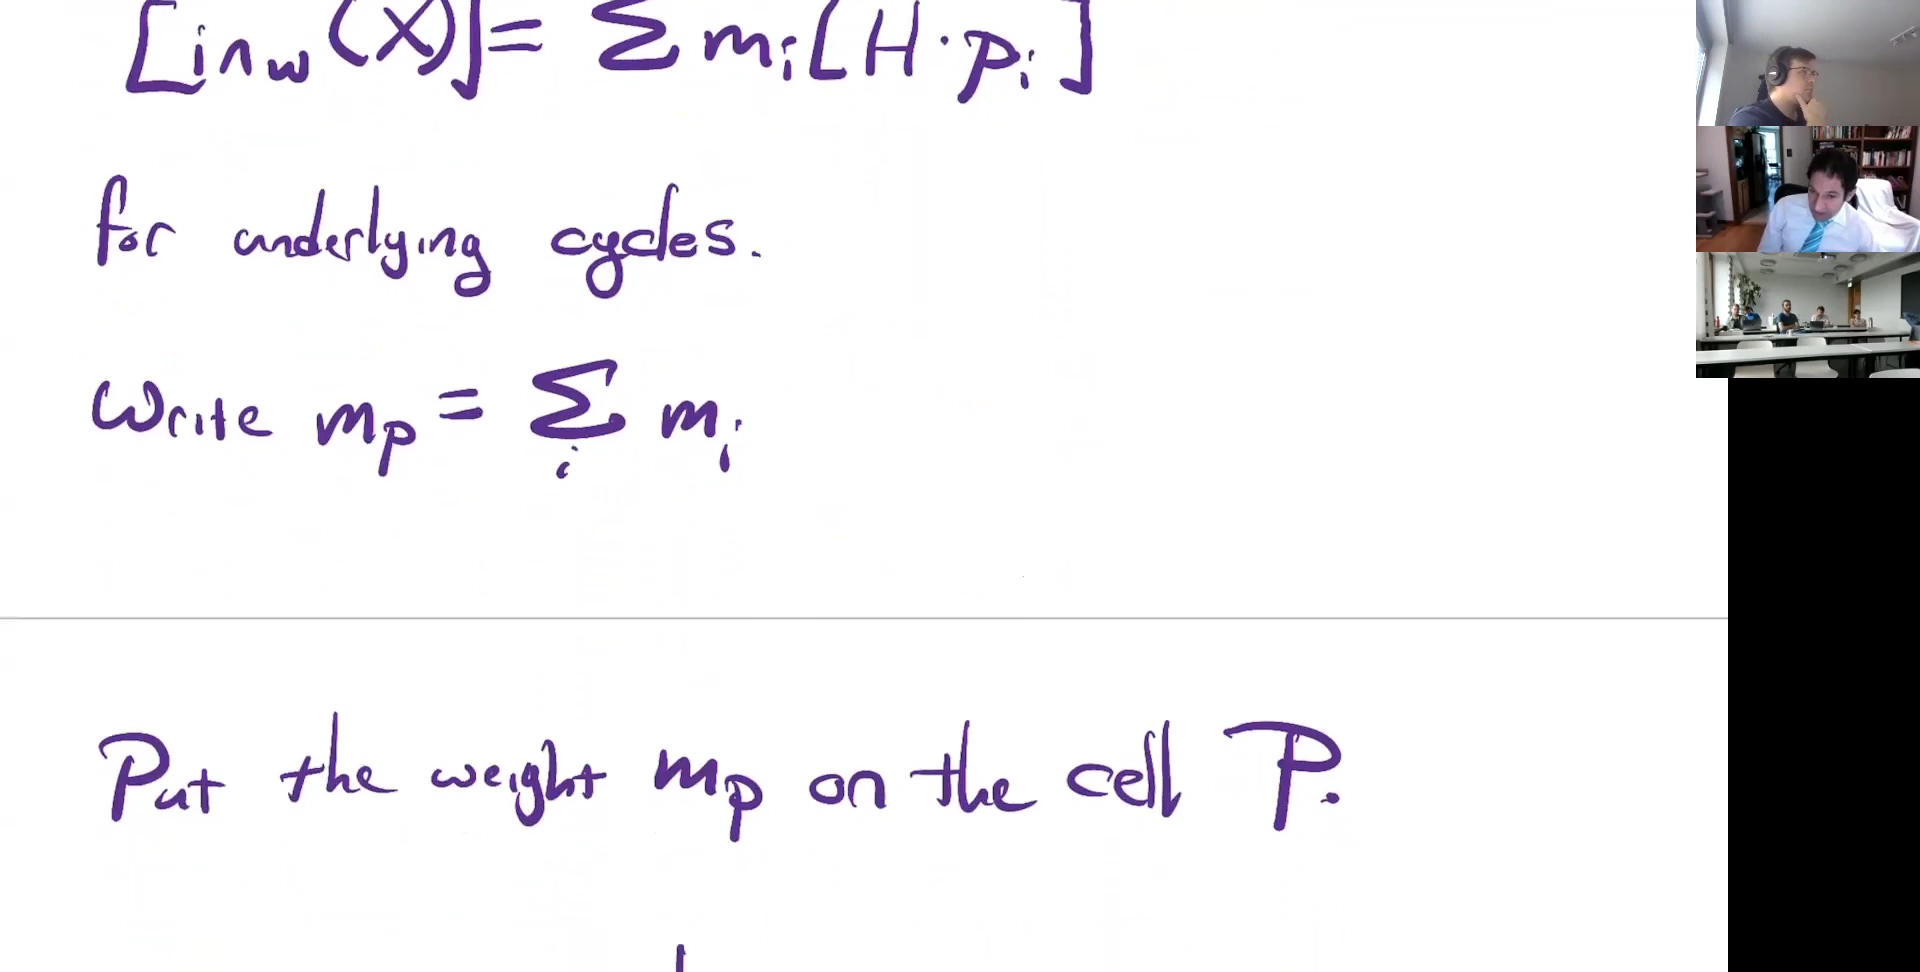 [in_w (X)] = Σ m_i [H · p_i]
for underlying cycles.
Write m_P = Σ_i m_i
Put the weight m_P on the cell P.